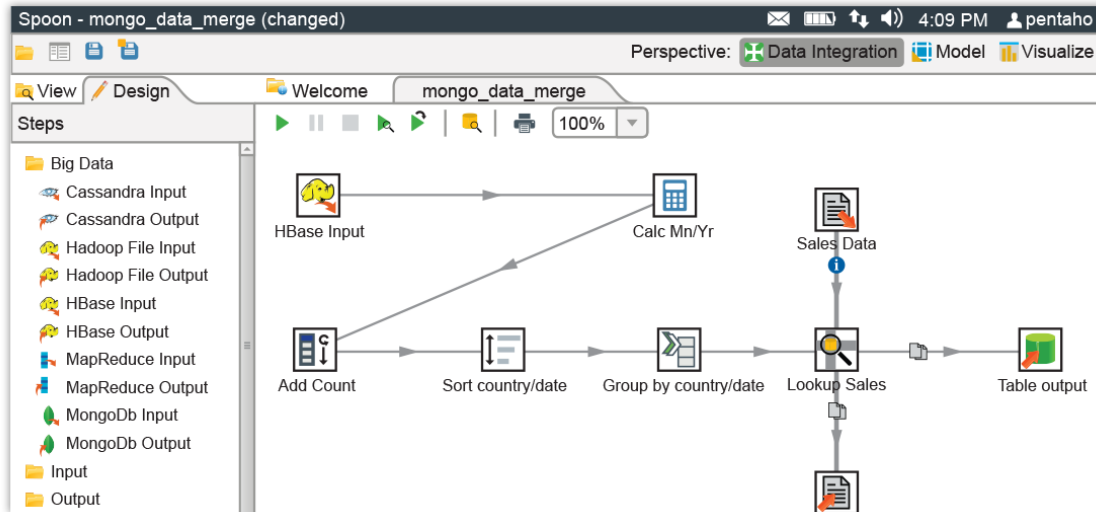 Spoon - mongo_data_merge (changed)
4:09 PM
pentaho
Perspective:
Data Integration
Model
Visualize
View
Design
Welcome
mongo_data_merge
Steps
100%
Big Data
Cassandra Input
Cassandra Output
Hadoop File Input
Hadoop File Output
HBase Input
HBase Output
MapReduce Input
MapReduce Output
MongoDb Input
MongoDb Output
Input
Output
HBase Input
Calc Mn/Yr
Sales Data
Add Count
Sort country/date
Group by country/date
Lookup Sales
Table output